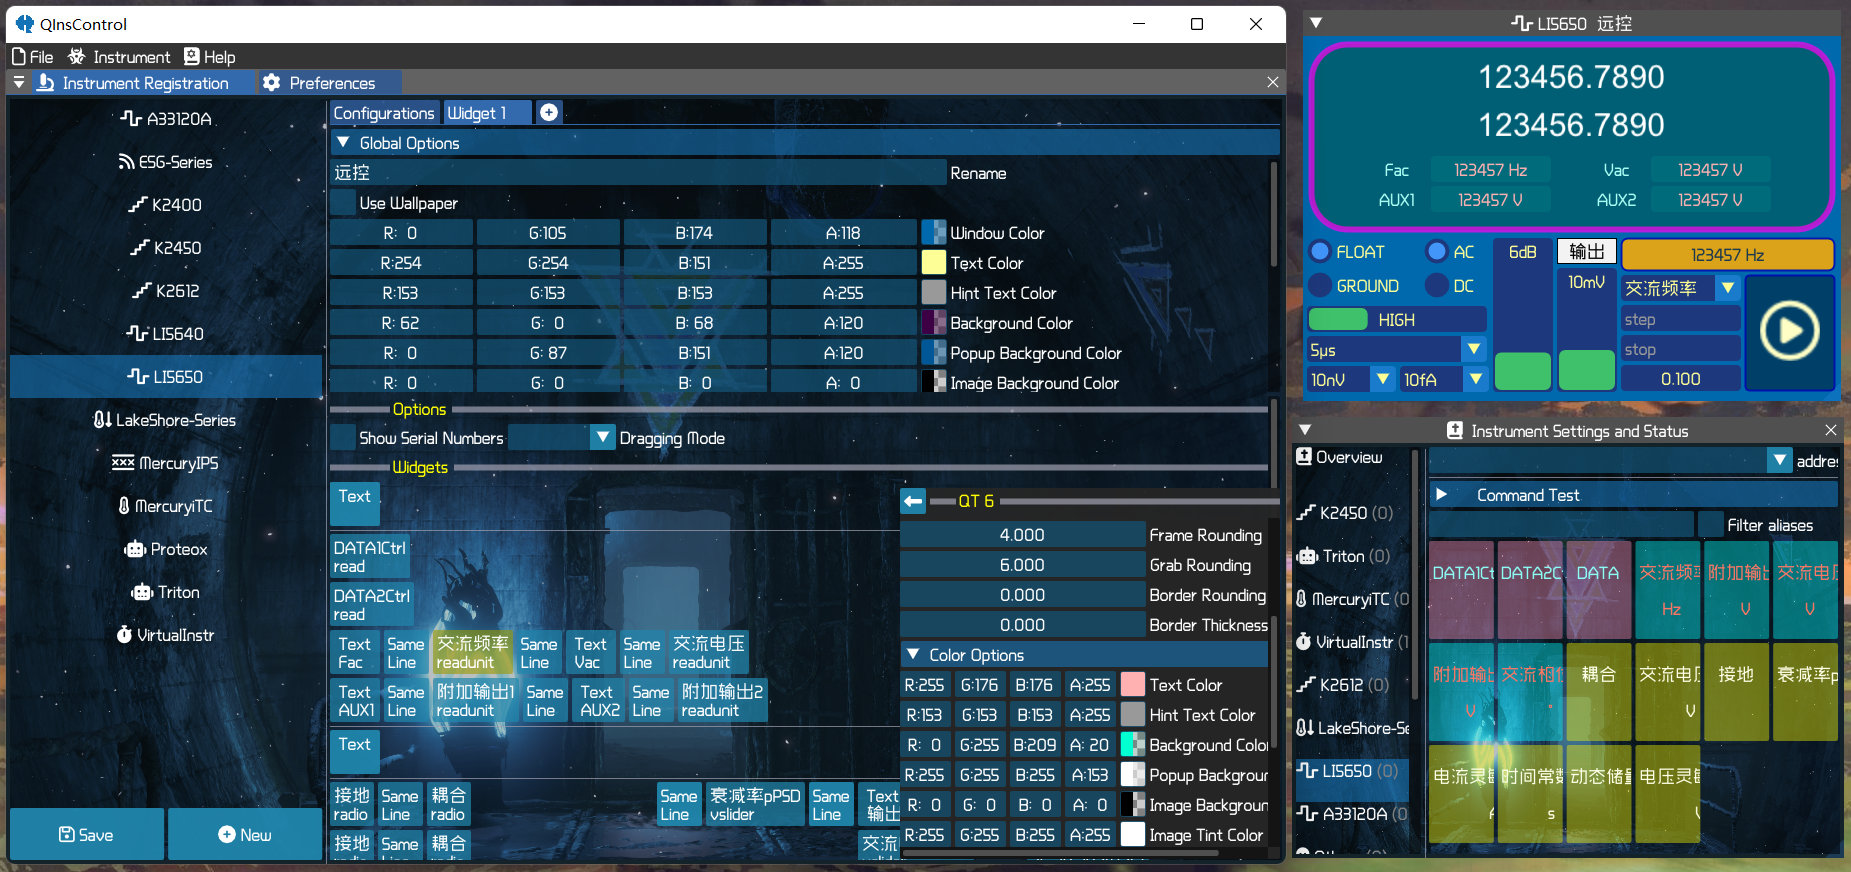 QInsControl
File Instrument Help
Instrument Registration Preferences
A33120A
ESG-Series
K2400
K2450
K2612
LI5640
LI5650
LakeShore-Series
MercuryIPS
MercuryiTC
Proteox
Triton
VirtualInstr
Save New
Configurations Widget 1
Global Options
远控 Rename
Use Wallpaper
R: 0 G:105 B:174 A:118 Window Color
R:254 G:254 B:151 A:255 Text Color
R:153 G:153 B:153 A:255 Hint Text Color
R: 62 G: 0 B: 68 A:120 Background Color
R: 0 G: 87 B:151 A:120 Popup Background Color
R: 0 G: 0 B: 0 A: 0 Image Background Color
Options
Show Serial Numbers Dragging Mode
Widgets
Text
DATA1Ctrl
read
DATA2Ctrl
read
Text Same 交流频率 Same Text Same 交流电压
Fac Line readunit Line Vac Line readunit
Text Same 附加输出1 Same Text Same 附加输出2
AUX1 Line readunit Line AUX2 Line readunit
Text
接地 Same 耦合 Same 衰减率pPSD Same Text
radio Line radio Line vslider Line 输出
接地 Same 耦合 交流
QT 6
4.000 Frame Rounding
6.000 Grab Rounding
0.000 Border Rounding
0.000 Border Thickness
Color Options
R:255 G:176 B:176 A:255 Text Color
R:153 G:153 B:153 A:255 Hint Text Color
R: 0 G:255 B:209 A: 20 Background Color
R:255 G:255 B:255 A:153 Popup Backgroun
R: 0 G: 0 B: 0 A: 0 Image Backgroun
R:255 G:255 B:255 A:255 Image Tint Color
LI5650 远控
123456.7890
123456.7890
Fac 123457 Hz Vac 123457 V
AUX1 123457 V AUX2 123457 V
FLOAT AC 6dB 输出 123457 Hz
GROUND DC 10mV 交流频率
HIGH step
5μs stop
10nV 10fA 0.100
Instrument Settings and Status
Overview
K2450 (0)
Triton (0)
MercuryiTC (0
VirtualInstr (1
K2612 (0)
LakeShore-Se
LI5650 (0)
A33120A (0
addres
Command Test
Filter aliases
DATA1Ct DATA2C DATA 交流频率 附加输出 交流电压
Hz V V
附加输出 交流相位 耦合 交流电压 接地 衰减率p
V V
电流灵敏 时间常数 动态储量 电压灵敏
s